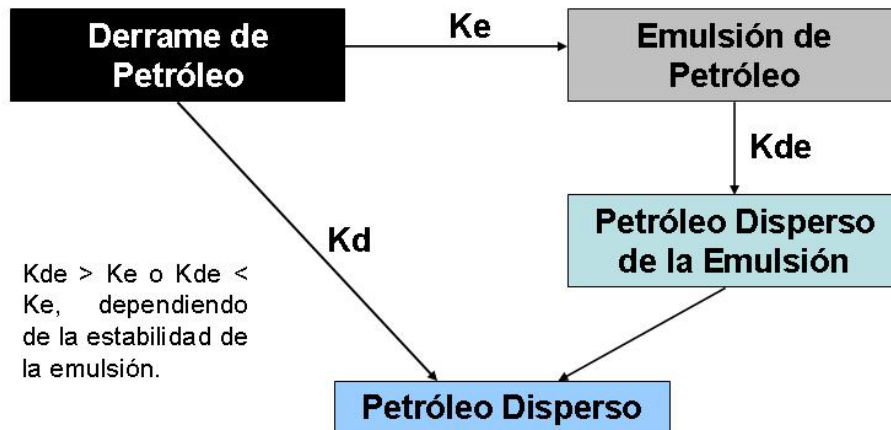 Derrame de
Petróleo
Ke
Emulsión de
Petróleo
Kde
Petróleo Disperso
de la Emulsión
Kd
Kde > Ke o Kde <
Ke, dependiendo
de la estabilidad de
la emulsión.
Petróleo Disperso